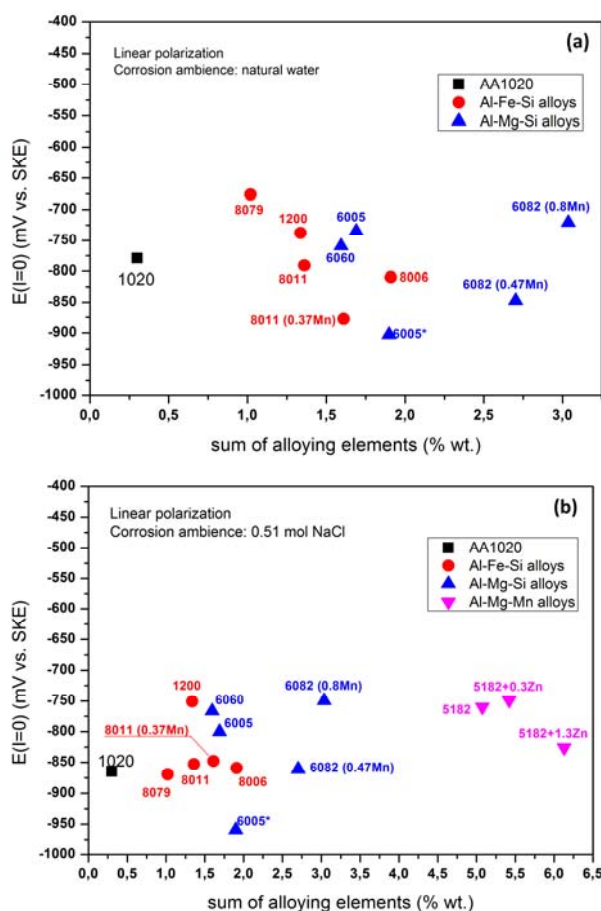 (a)
Linear polarization
Corrosion ambience: natural water
AA1020
Al-Fe-Si alloys
Al-Mg-Si alloys
E(I=0) (mV vs. SKE)
-400
-450
-500
-550
-600
-650
-700
-750
-800
-850
-900
-950
-1000
8079
1200
6005
6082 (0.8Mn)
6060
1020
8011
8006
6082 (0.47Mn)
8011 (0.37Mn)
6005*
0,0 0,5 1,0 1,5 2,0 2,5 3,0
sum of alloying elements (% wt.)
(b)
Linear polarization
Corrosion ambience: 0.51 mol NaCl
AA1020
Al-Fe-Si alloys
Al-Mg-Si alloys
Al-Mg-Mn alloys
E(I=0) (mV vs. SKE)
-400
-450
-500
-550
-600
-650
-700
-750
-800
-850
-900
-950
-1000
1200
6060
6082 (0.8Mn)
5182+0.3Zn
5182
8011 (0.37Mn)
6005
5182+1.3Zn
1020
8079
8011
8006
6082 (0.47Mn)
6005*
0,0 0,5 1,0 1,5 2,0 2,5 3,0 3,5 4,0 4,5 5,0 5,5 6,0 6,5
sum of alloying elements (% wt.)